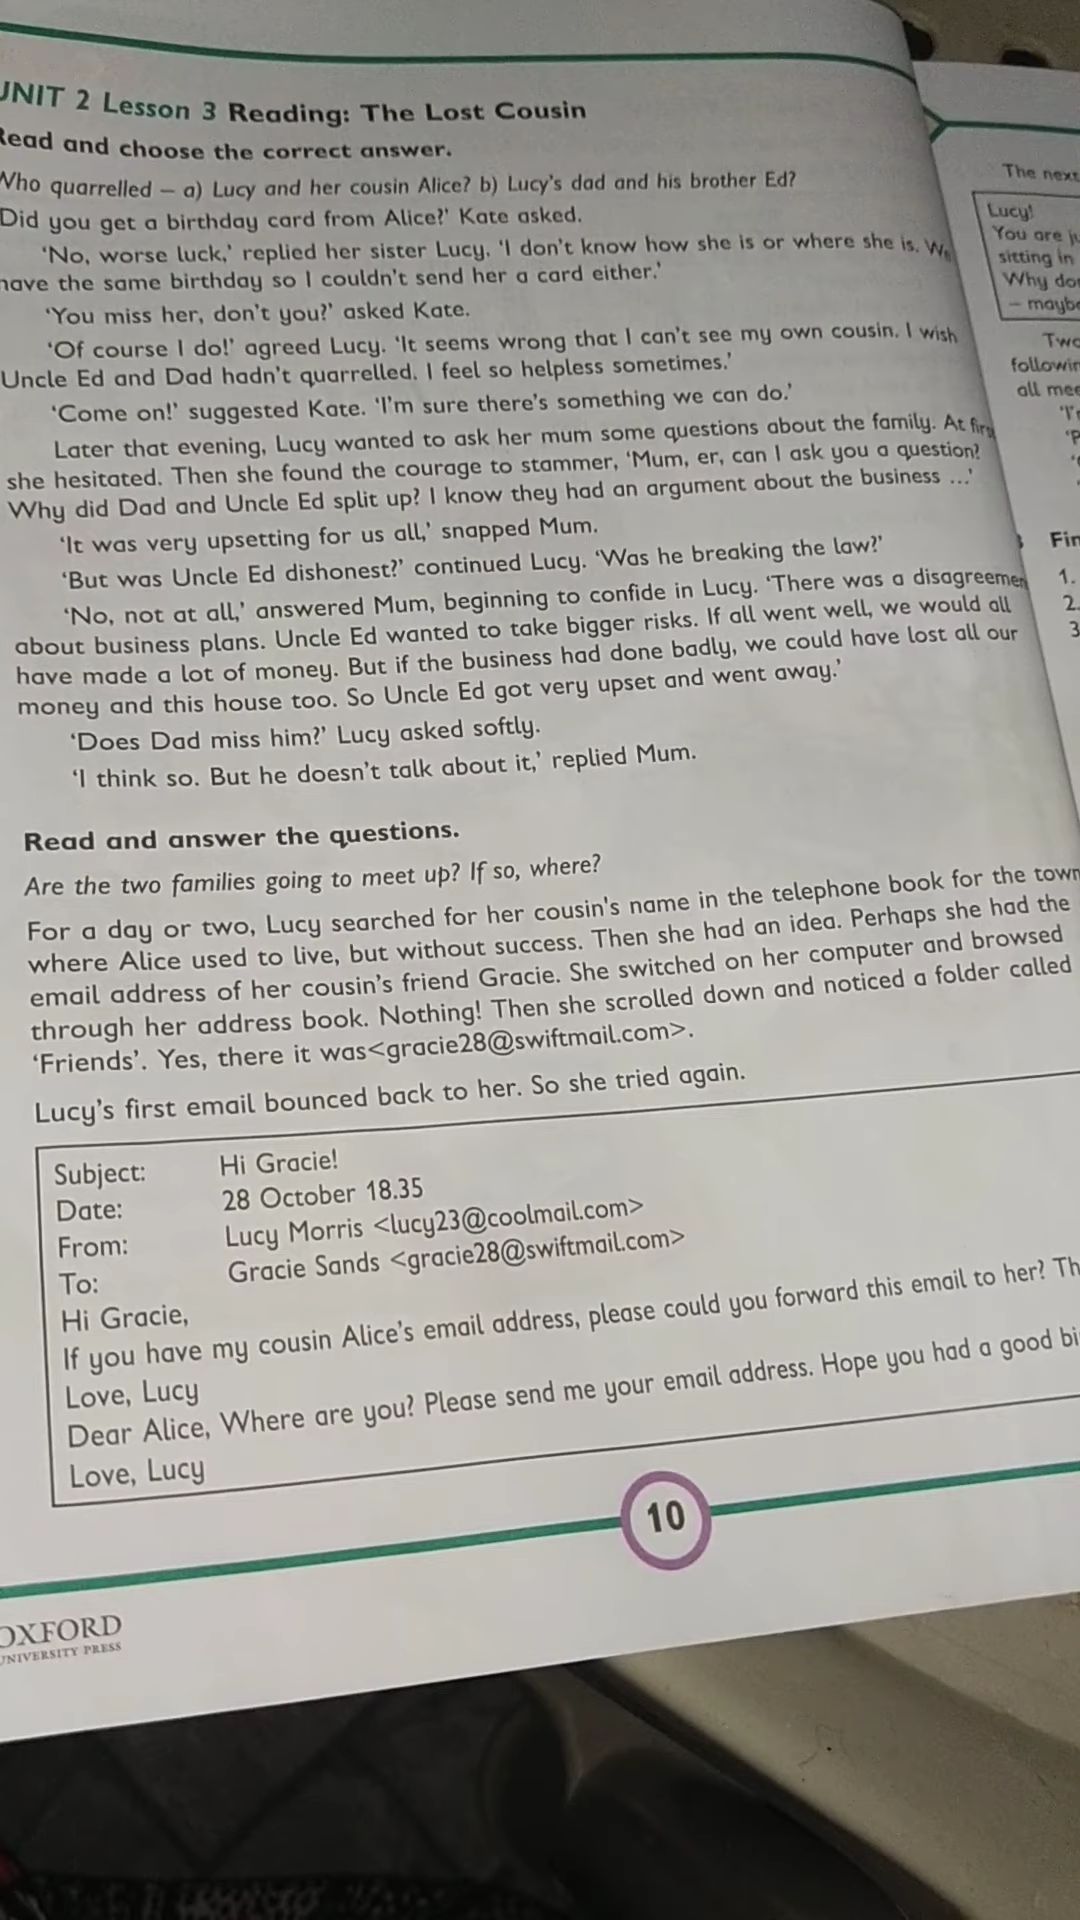 UNIT 2 Lesson 3 Reading: The Lost Cousin
Read and choose the correct answer.
Who quarrelled – a) Lucy and her cousin Alice? b) Lucy's dad and his brother Ed?
Did you get a birthday card from Alice?' Kate asked.
'No, worse luck,' replied her sister Lucy. 'I don't know how she is or where she is. We
have the same birthday so I couldn't send her a card either.'
'You miss her, don't you?' asked Kate.
'Of course I do!' agreed Lucy. 'It seems wrong that I can't see my own cousin. I wish
Uncle Ed and Dad hadn't quarrelled. I feel so helpless sometimes.'
'Come on!' suggested Kate. 'I'm sure there's something we can do.'
Later that evening, Lucy wanted to ask her mum some questions about the family. At first
she hesitated. Then she found the courage to stammer, 'Mum, er, can I ask you a question?
Why did Dad and Uncle Ed split up? I know they had an argument about the business ...'
'It was very upsetting for us all,' snapped Mum.
'But was Uncle Ed dishonest?' continued Lucy. 'Was he breaking the law?'
'No, not at all,' answered Mum, beginning to confide in Lucy. 'There was a disagreemen
about business plans. Uncle Ed wanted to take bigger risks. If all went well, we would all
have made a lot of money. But if the business had done badly, we could have lost all our
money and this house too. So Uncle Ed got very upset and went away.'
'Does Dad miss him?' Lucy asked softly.
'I think so. But he doesn't talk about it,' replied Mum.
Read and answer the questions.
Are the two families going to meet up? If so, where?
For a day or two, Lucy searched for her cousin's name in the telephone book for the town
where Alice used to live, but without success. Then she had an idea. Perhaps she had the
email address of her cousin's friend Gracie. She switched on her computer and browsed
through her address book. Nothing! Then she scrolled down and noticed a folder called
'Friends'. Yes, there it was<gracie28@swiftmail.com>.
Lucy's first email bounced back to her. So she tried again.
Subject: Hi Gracie!
Date: 28 October 18.35
From: Lucy Morris <lucy23@coolmail.com>
To: Gracie Sands <gracie28@swiftmail.com>
Hi Gracie,
If you have my cousin Alice's email address, please could you forward this email to her? Th
Love, Lucy
Dear Alice, Where are you? Please send me your email address. Hope you had a good bi
Love, Lucy
10
OXFORD
UNIVERSITY PRESS
The next
Lucy!
You are ju
sitting in
Why don
– maybe
Two
followin
all mee
'I'
'P
Fin
1.
2.
3